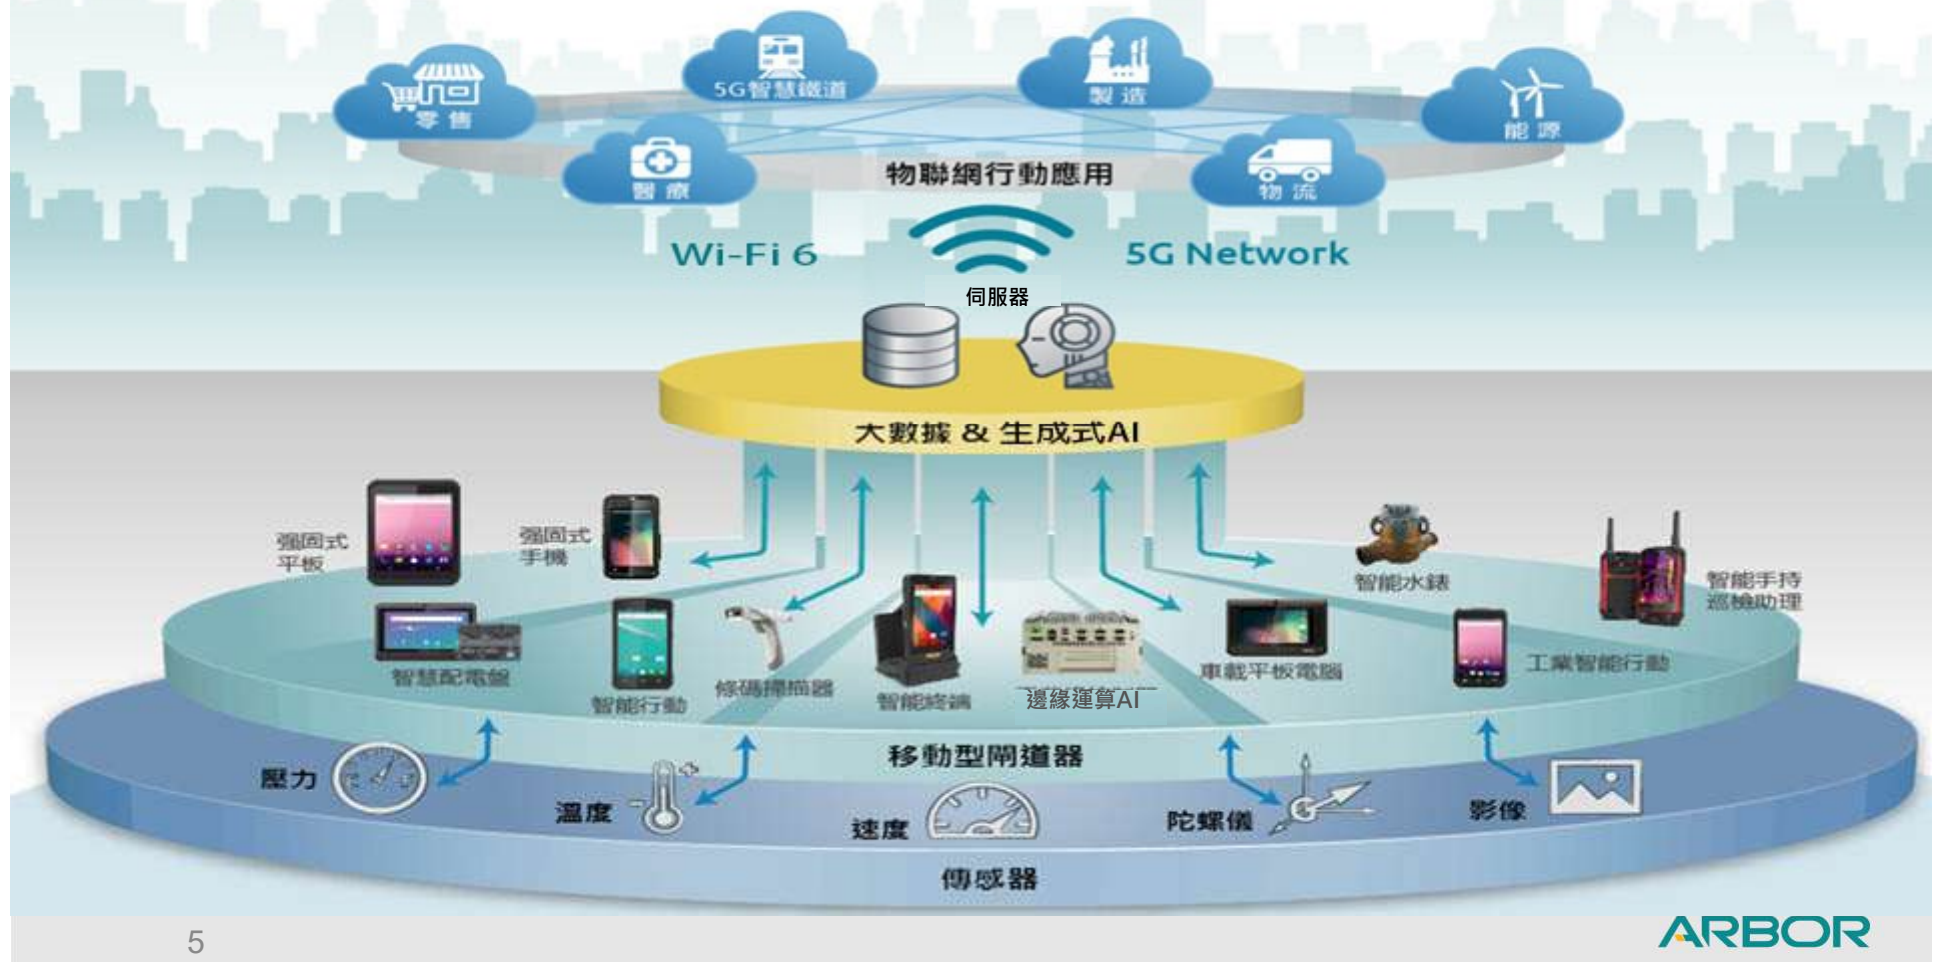 5G智慧鐵道
製造
零售
能源
醫療
物聯網行動應用
物流
Wi-Fi 6
5G Network
伺服器
大數據 & 生成式AI
强固式
平板
强固式
手機
智能水錶
智能手持
巡檢助理
智慧配電盤
智能行動
條碼掃描器
智能終端
邊緣運算AI
車載平板電腦
工業智能行動
移動型閘道器
壓力
溫度
速度
陀螺儀
影像
傳感器
5
ARBOR